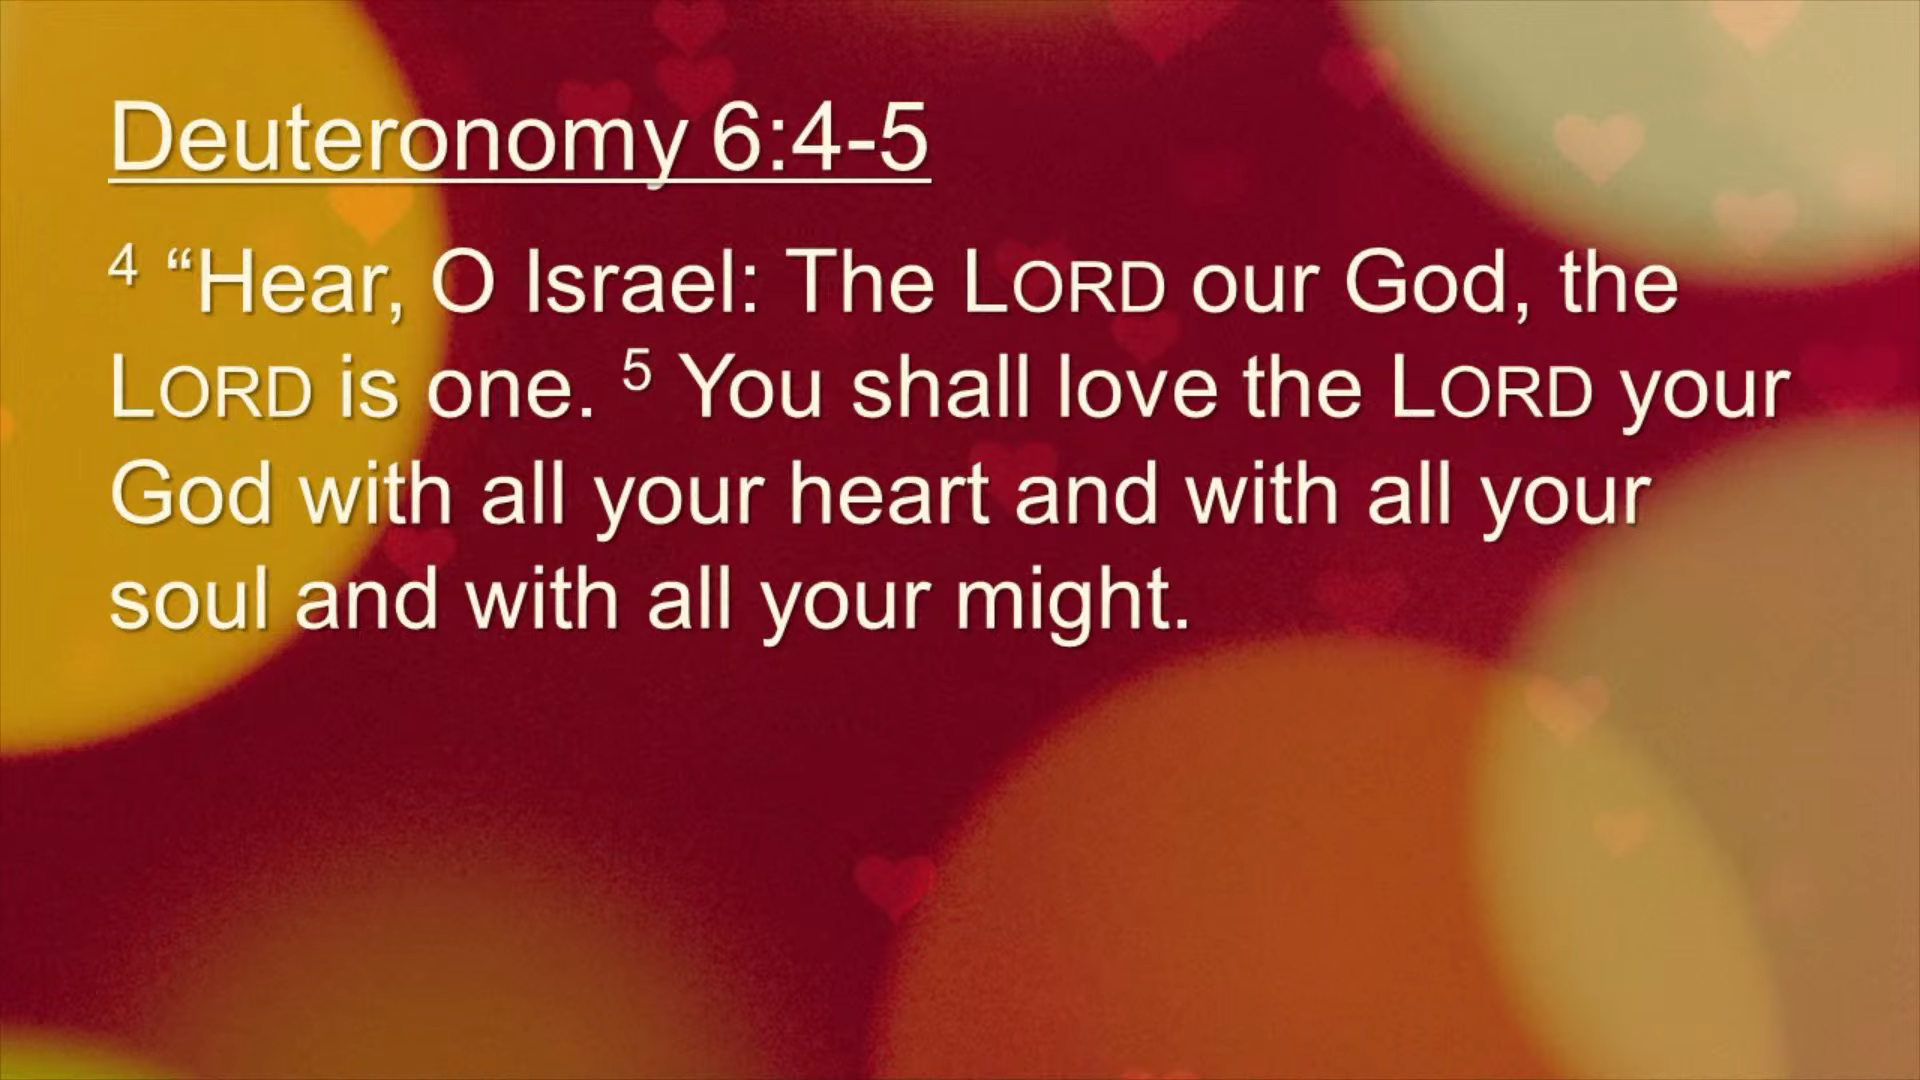 Deuteronomy 6:4-5
4 “Hear, O Israel: The LORD our God, the
LORD is one. 5 You shall love the LORD your
God with all your heart and with all your
soul and with all your might.